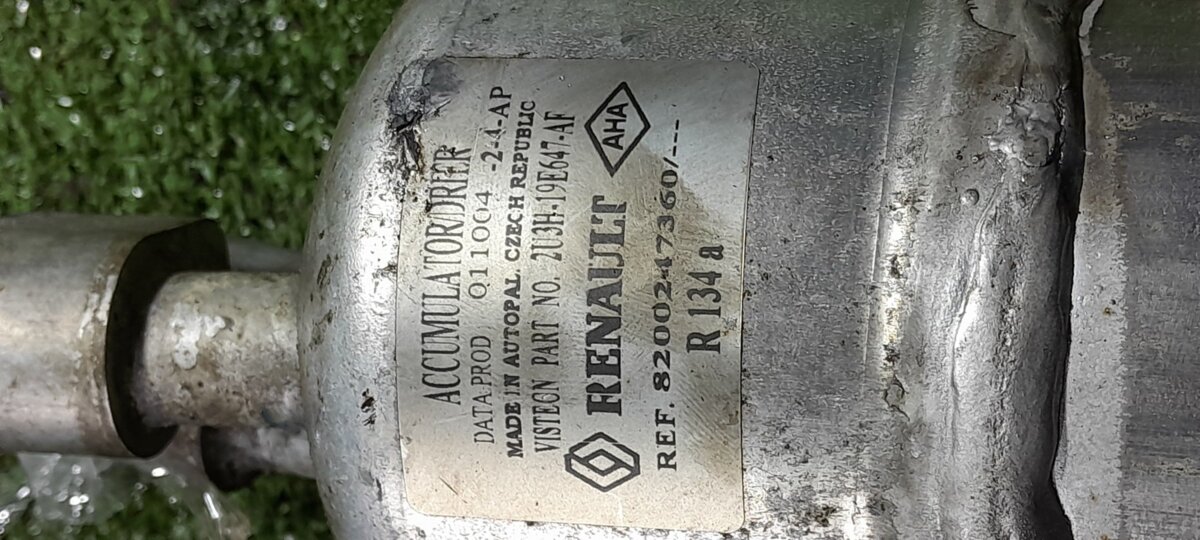 ACCUMULATOR/DRIER
DATA.PROD 011004 -2-4-AP
MADE IN AUTOPAL, CZECH REPUBLIC
VISTEON PART NO. 2U3H-19E647-AF
RENAULT AHA
REF. 8200247360/---
R 134 a